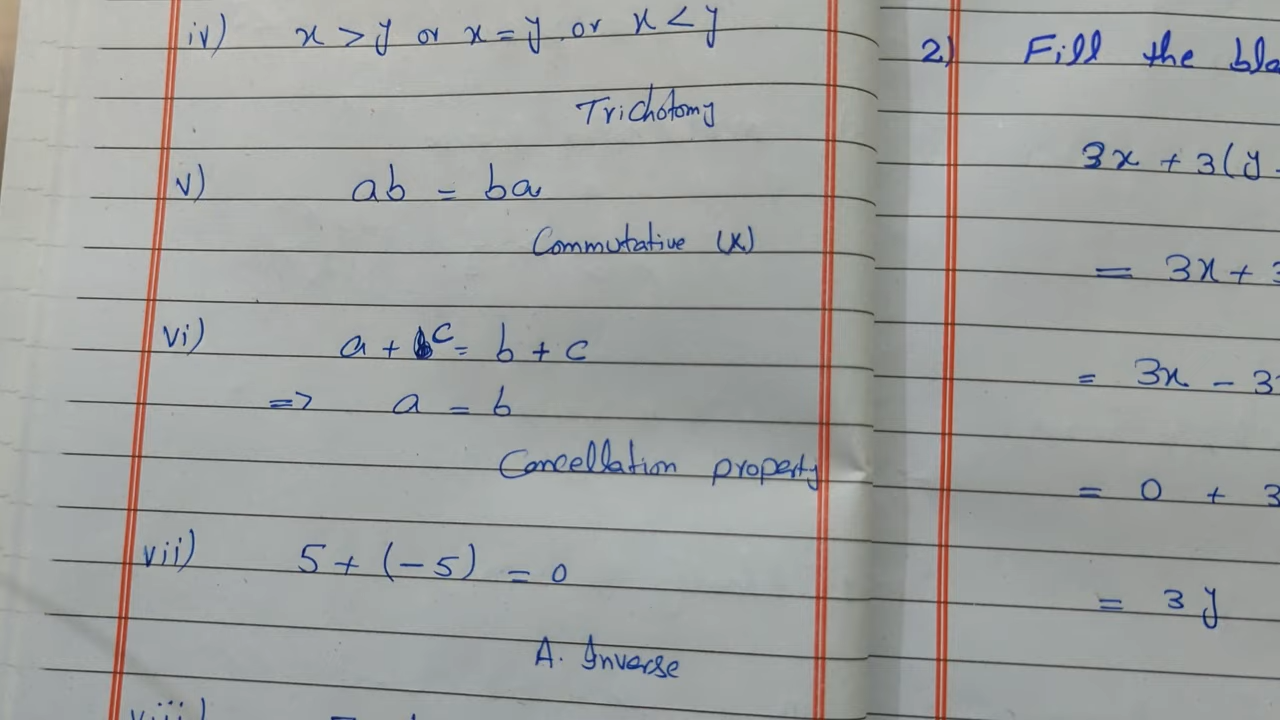 iv) x > y or x = y or x < y
Trichotomy
v) ab = ba
Commutative (x)
vi) a + c = b + c
=> a = b
Cancellation property
vii) 5 + (-5) = 0
A. Inverse
viii)
2) Fill the
3x + 3(y
= 3x +
= 3x - 3
= 0 + 3
= 3y